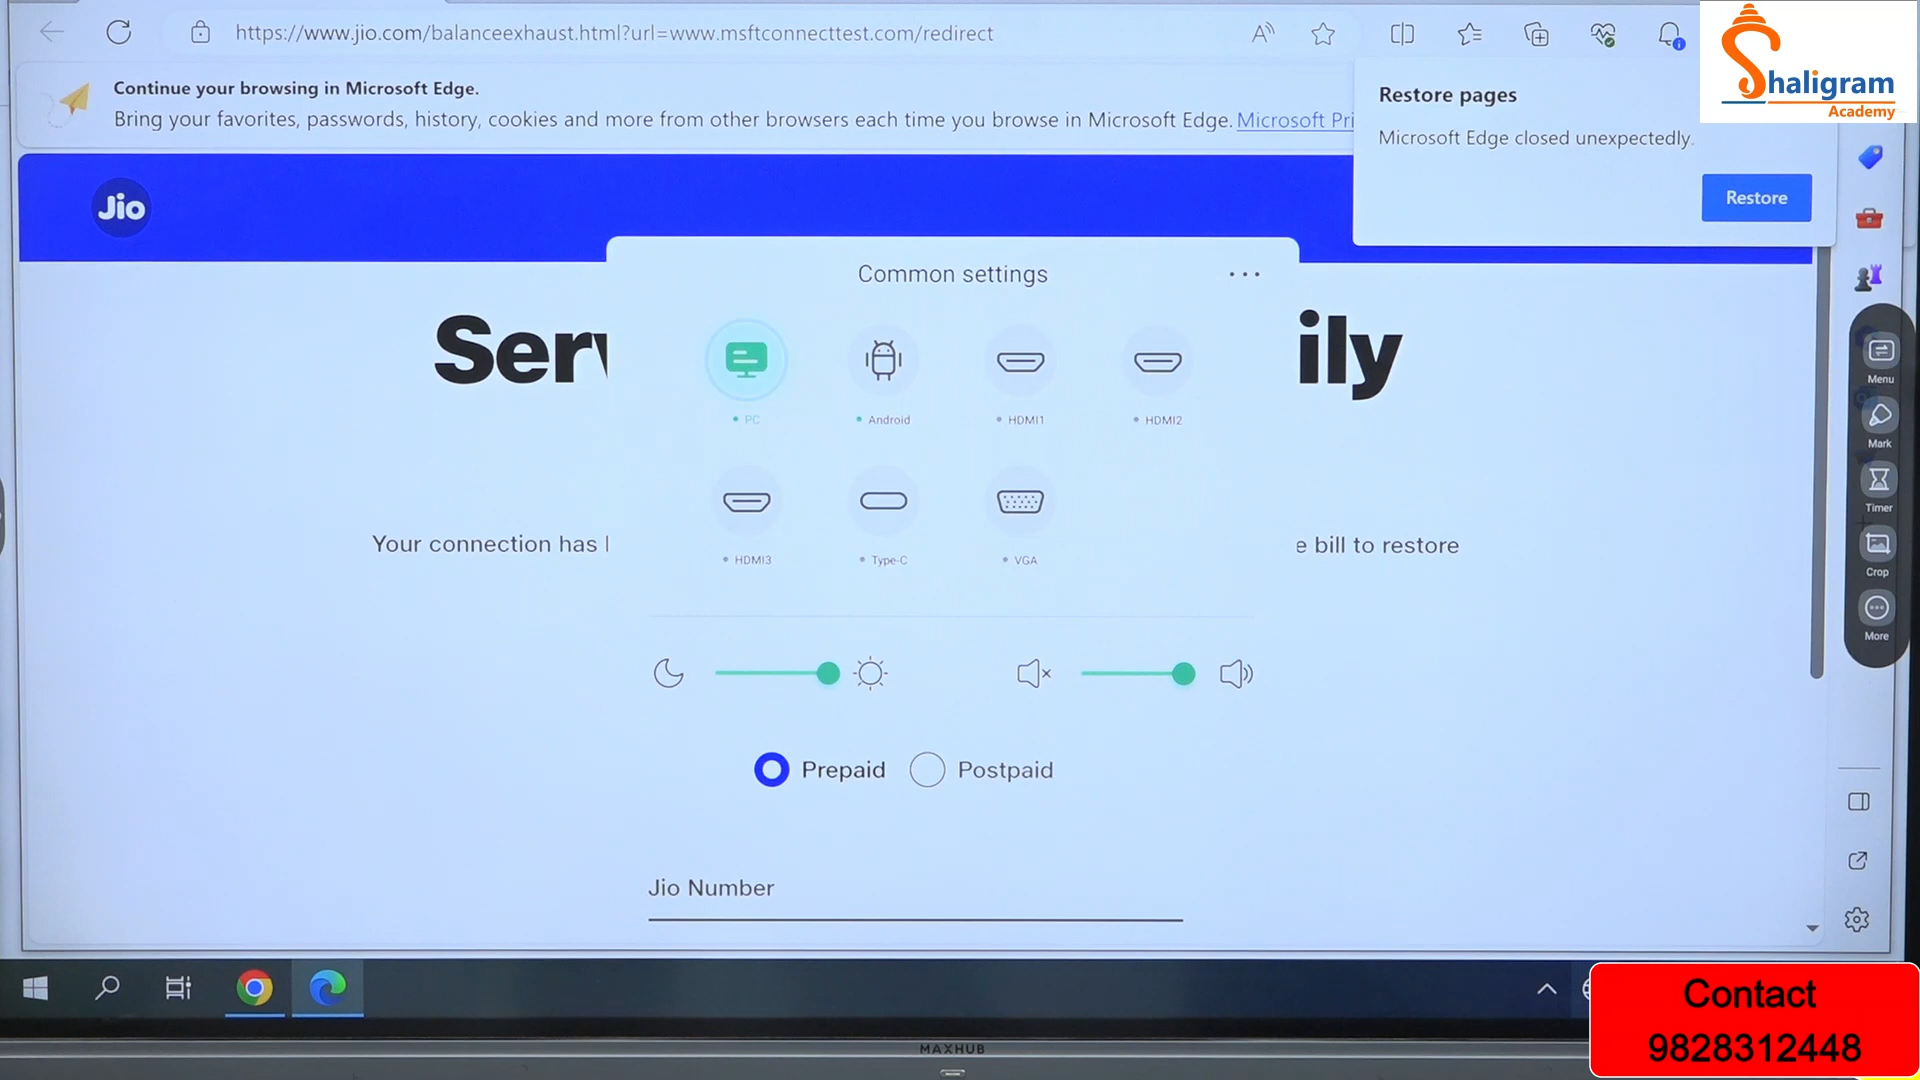 https://www.jio.com/balanceexhaust.html?url=www.msftconnecttest.com/redirect
Shaligram
Academy
Continue your browsing in Microsoft Edge.
Bring your favorites, passwords, history, cookies and more from other browsers each time you browse in Microsoft Edge. Microsoft Pri
Restore pages
Microsoft Edge closed unexpectedly.
Restore
Jio
Common settings
Serv
ily
PC
Android
HDMI1
HDMI2
Your connection has
e bill to restore
HDMI3
Type-C
VGA
Menu
Mark
Timer
Crop
More
Prepaid
Postpaid
Jio Number
MAXHUB
Contact
9828312448